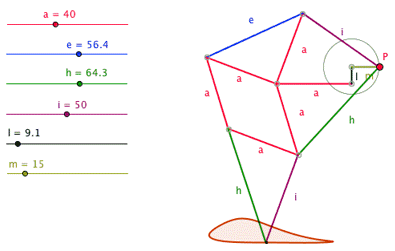 a = 40
e = 56.4
h = 64.3
i = 50
l = 9.1
m = 15
e
i
P
a
a
a
a
l
m
a
h
a
h
i